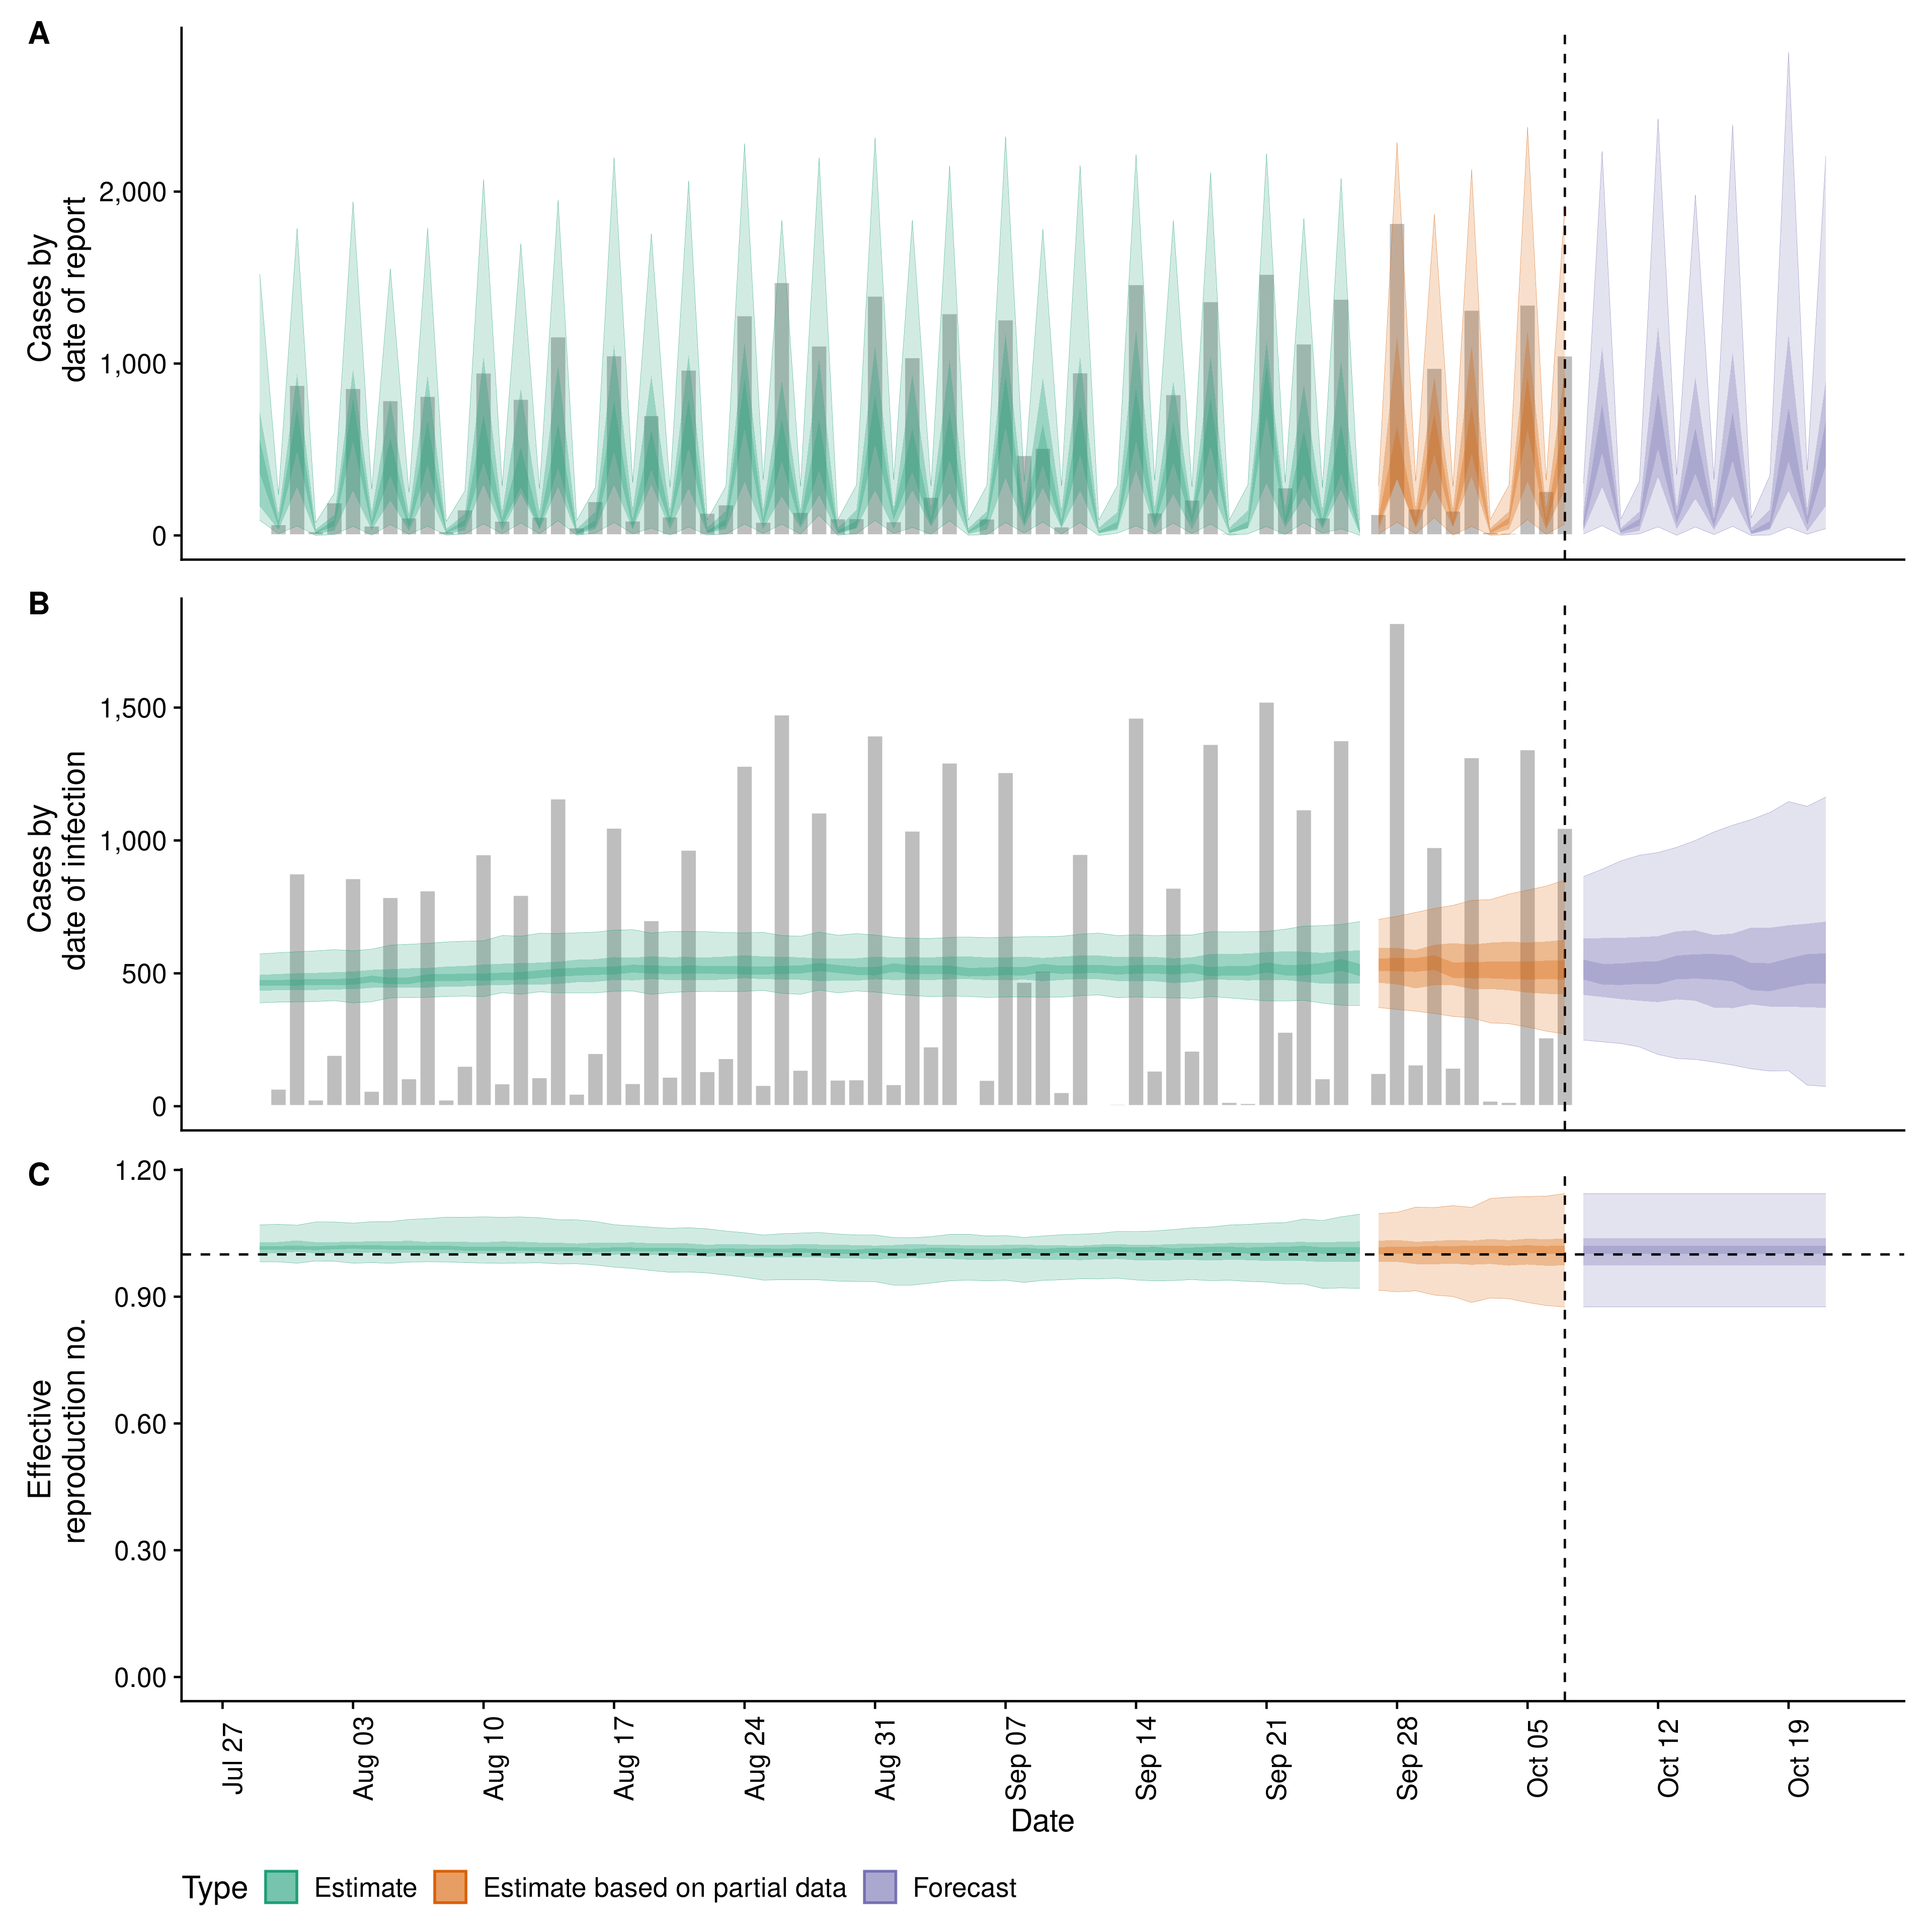 A
Cases by
date of report
2,000
1,000
0
B
Cases by
date of infection
1,500
1,000
500
0
C
Effective
reproduction no.
1.20
0.90
0.60
0.30
0.00
Jul 27
Aug 03
Aug 10
Aug 17
Aug 24
Aug 31
Sep 07
Sep 14
Sep 21
Sep 28
Oct 05
Oct 12
Oct 19
Date
Type Estimate Estimate based on partial data Forecast